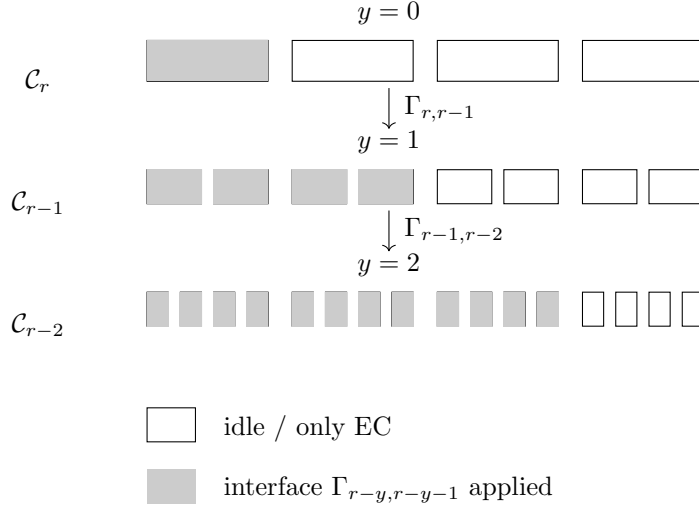 y = 0
𝒞_r
Γ_{r,r−1}
y = 1
𝒞_{r−1}
Γ_{r−1,r−2}
y = 2
𝒞_{r−2}
idle / only EC
interface Γ_{r−y,r−y−1} applied